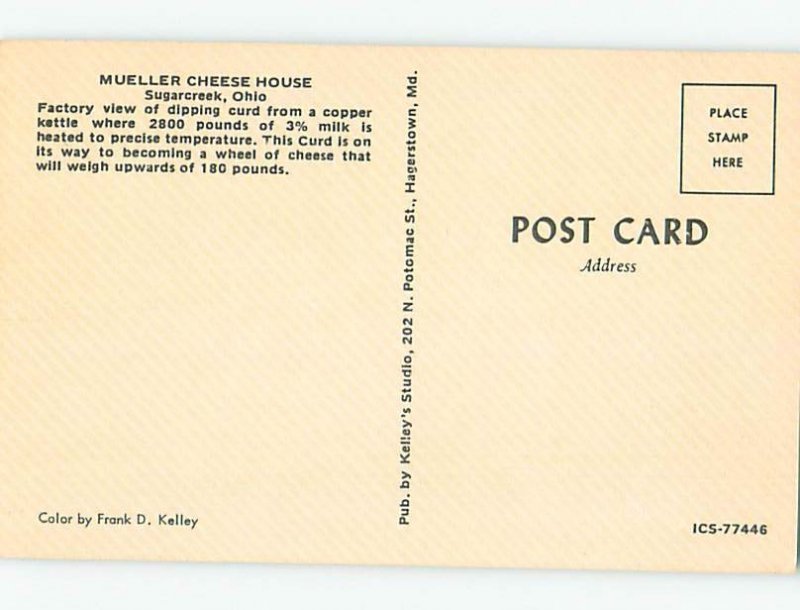 MUELLER CHEESE HOUSE
Sugarcreek, Ohio
Factory view of dipping curd from a copper
kettle where 2800 pounds of 3% milk is
heated to precise temperature. This Curd is on
its way to becoming a wheel of cheese that
will weigh upwards of 180 pounds.
Color by Frank D. Kelley
Pub. by Kelley's Studio, 202 N. Potomac St., Hagerstown, Md.
PLACE
STAMP
HERE
POST CARD
Address
ICS-77446